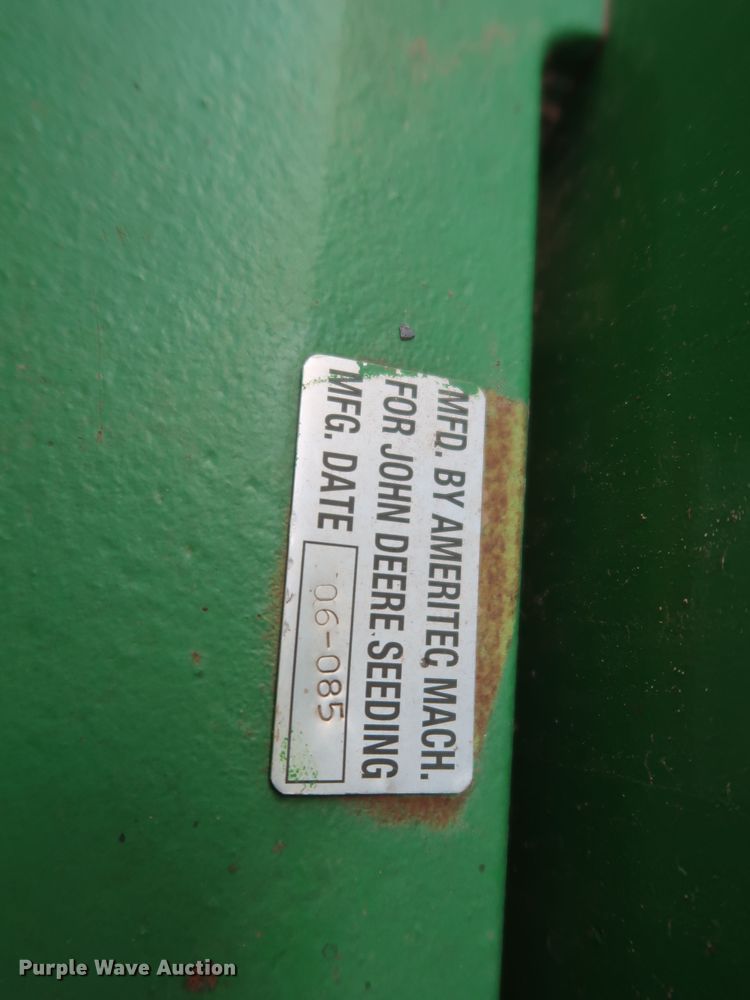 MFD. BY AMERITEC MACH.
FOR JOHN DEERE SEEDING
MFG. DATE 06-085
Purple Wave Auction